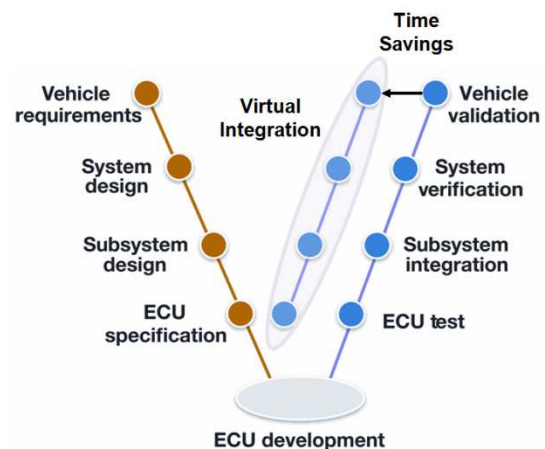 Time
Savings
Vehicle
requirements
Virtual
Integration
Vehicle
validation
System
design
System
verification
Subsystem
design
Subsystem
integration
ECU
specification
ECU test
ECU development